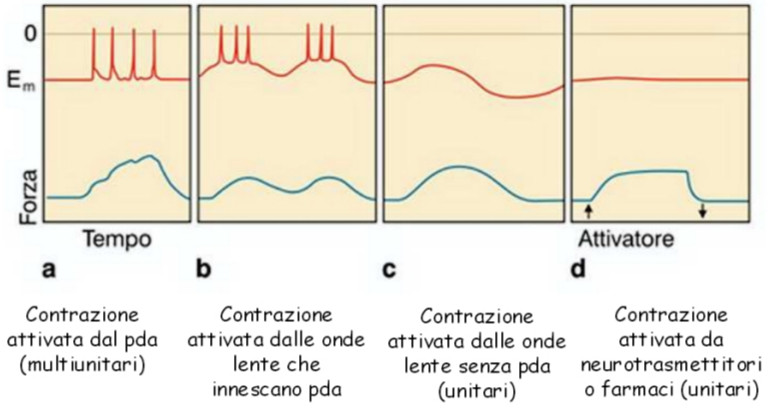 0
Em
Forza
Tempo
Attivatore
a
b
c
d
Contrazione
attivata dal pda
(multiunitari)
Contrazione
attivata dalle onde
lente che
innescano pda
Contrazione
attivata dalle onde
lente senza pda
(unitari)
Contrazione
attivata da
neurotrasmettitori
o farmaci (unitari)